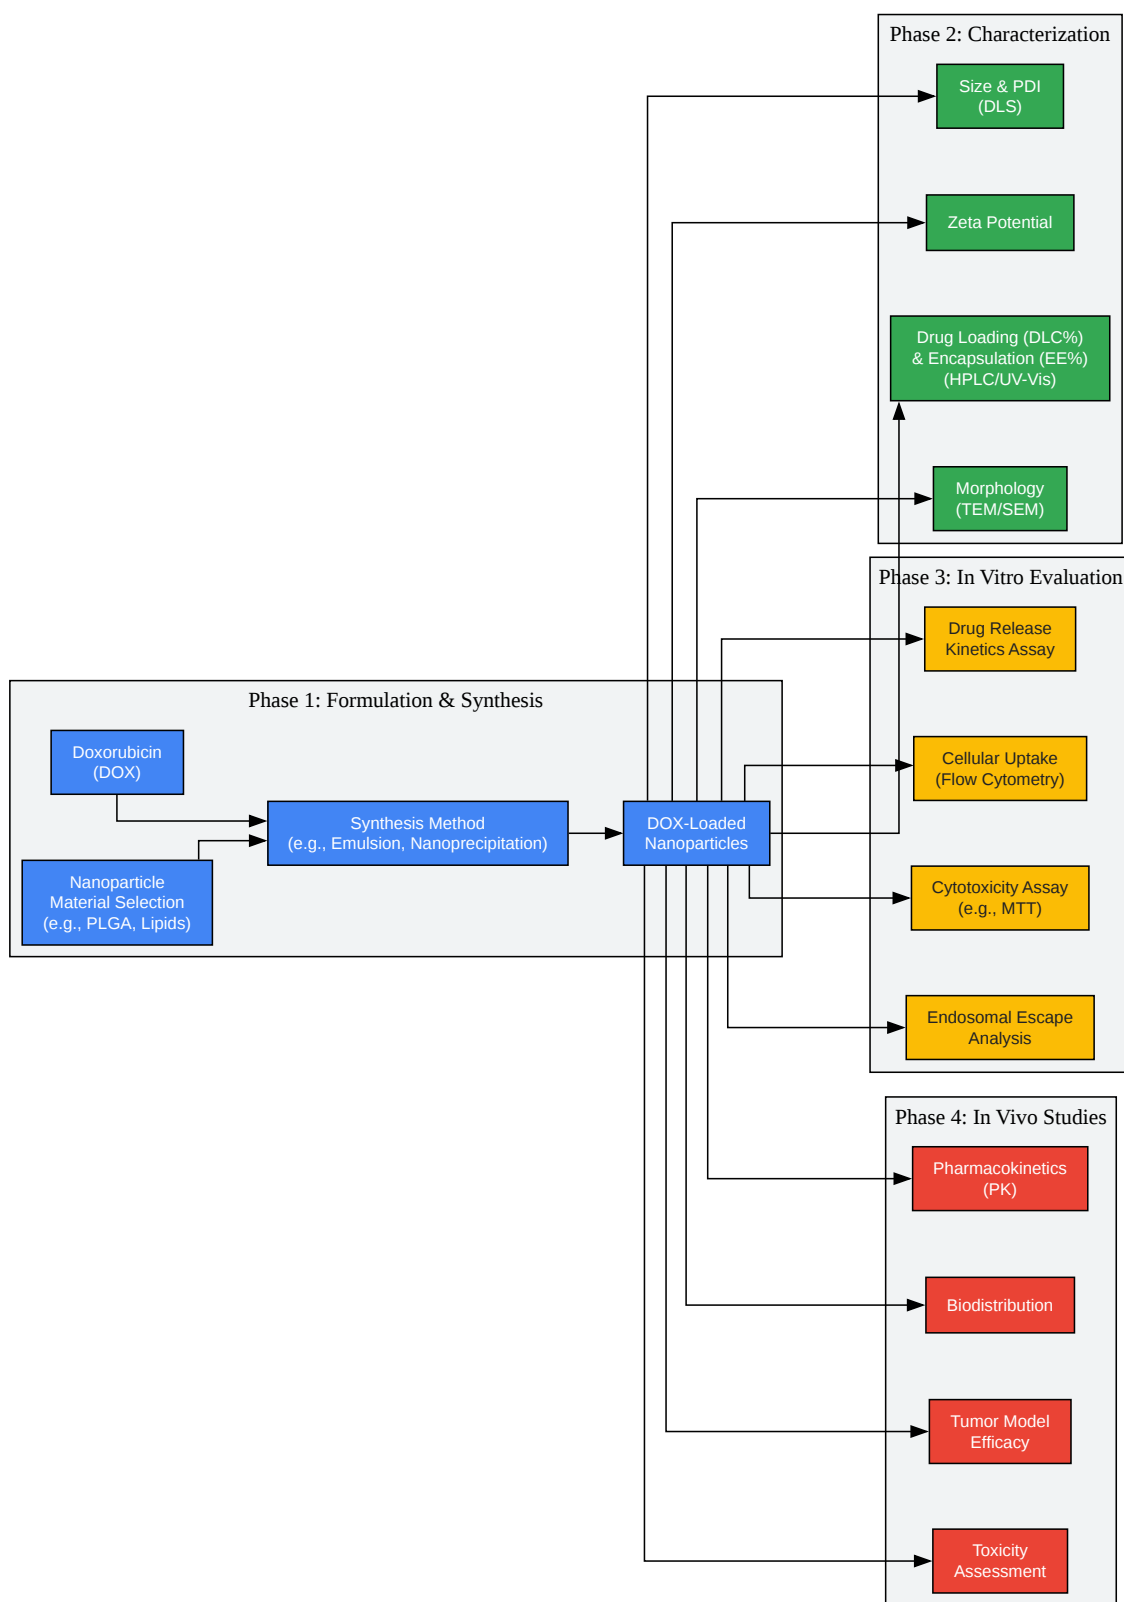 Phase 2: Characterization
Size & PDI
(DLS)
Zeta Potential
Drug Loading (DLC%)
& Encapsulation (EE%)
(HPLC/UV-Vis)
Morphology
(TEM/SEM)
Phase 3: In Vitro Evaluation
Drug Release
Kinetics Assay
Cellular Uptake
(Flow Cytometry)
Cytotoxicity Assay
(e.g., MTT)
Endosomal Escape
Analysis
Phase 1: Formulation & Synthesis
Doxorubicin
(DOX)
Nanoparticle
Material Selection
(e.g., PLGA, Lipids)
Synthesis Method
(e.g., Emulsion, Nanoprecipitation)
DOX-Loaded
Nanoparticles
Phase 4: In Vivo Studies
Pharmacokinetics
(PK)
Biodistribution
Tumor Model
Efficacy
Toxicity
Assessment